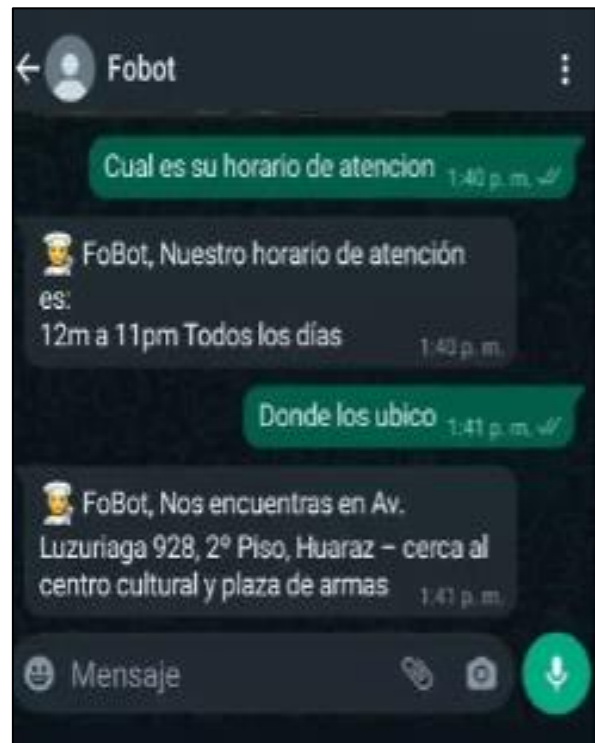 Fobot
Cual es su horario de atencion 1:40 p. m.
FoBot, Nuestro horario de atención
es:
12m a 11pm Todos los días 1:40 p. m.
Donde los ubico 1:41 p. m.
FoBot, Nos encuentras en Av.
Luzuriaga 928, 2º Piso, Huaraz – cerca al
centro cultural y plaza de armas 1:41 p. m.
Mensaje